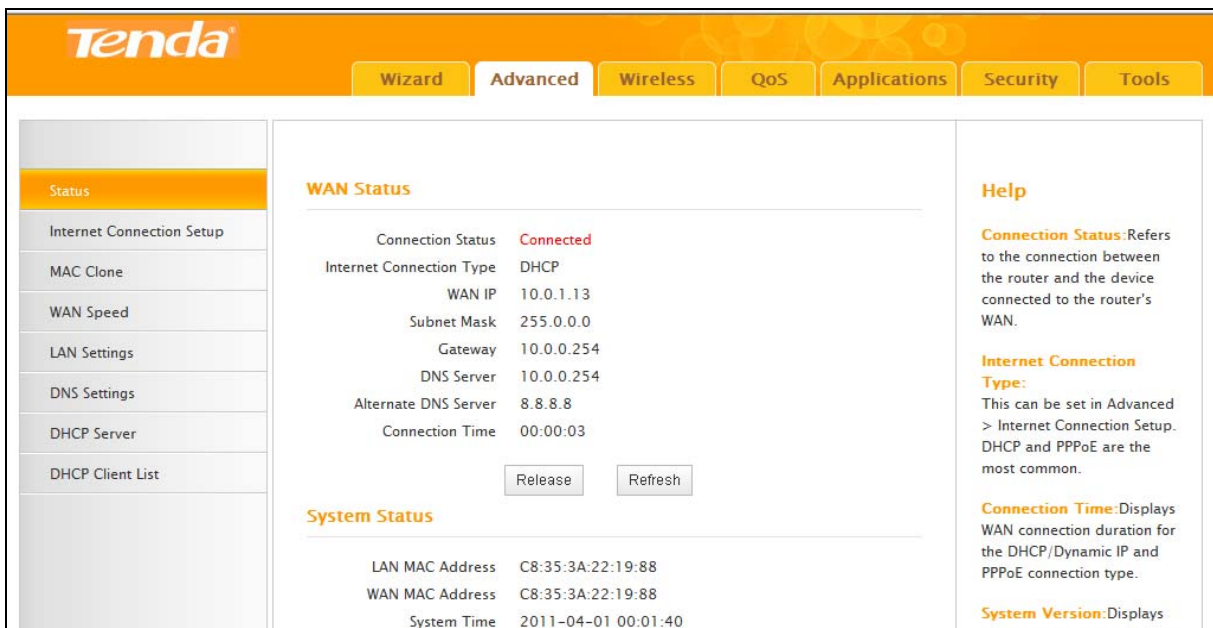 Tenda®
Wizard Advanced Wireless QoS Applications Security Tools
Status
Internet Connection Setup
MAC Clone
WAN Speed
LAN Settings
DNS Settings
DHCP Server
DHCP Client List
WAN Status
Connection Status Connected
Internet Connection Type DHCP
WAN IP 10.0.1.13
Subnet Mask 255.0.0.0
Gateway 10.0.0.254
DNS Server 10.0.0.254
Alternate DNS Server 8.8.8.8
Connection Time 00:00:03
Release Refresh
System Status
LAN MAC Address C8:35:3A:22:19:88
WAN MAC Address C8:35:3A:22:19:88
System Time 2011-04-01 00:01:40
Help
Connection Status:Refers
to the connection between
the router and the device
connected to the router's
WAN.
Internet Connection
Type:
This can be set in Advanced
> Internet Connection Setup.
DHCP and PPPoE are the
most common.
Connection Time:Displays
WAN connection duration for
the DHCP/Dynamic IP and
PPPoE connection type.
System Version:Displays